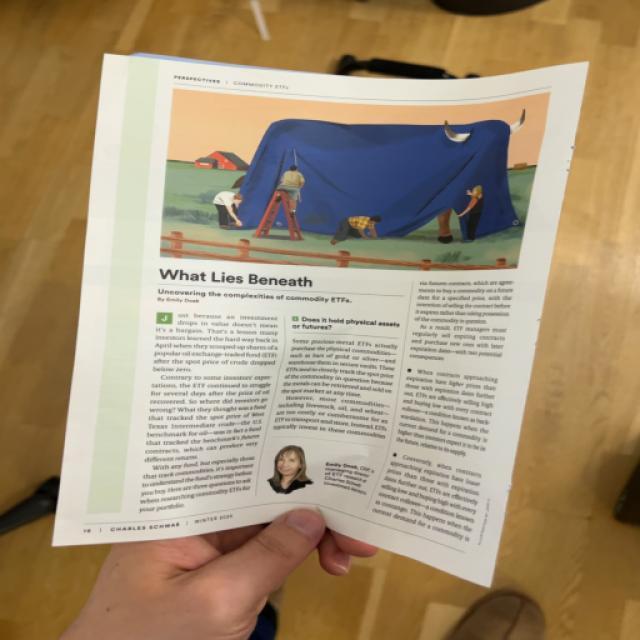 PERSPECTIVES | COMMODITY ETFs
What Lies Beneath
Uncovering the complexities of commodity ETFs.
By Emily Doak
Just because an investment
drops in value doesn't mean
it's a bargain. That's a lesson many
investors learned the hard way back in
April when they scooped up shares of a
popular oil exchange-traded fund (ETF)
after the spot price of crude dropped
below zero.
Contrary to some investors' expec-
tations, the ETF continued to struggle
for several days after the price of oil
recovered. So where did investors go
wrong? What they thought was a fund
that tracked the spot price of West
Texas Intermediate crude—the U.S.
benchmark for oil—was in fact a fund
that tracked the benchmark's futures
contracts, which can produce very
different returns.
With any fund, but especially those
that track commodities, it's important
to understand the fund's strategy before
you buy. Here are three questions to ask
when researching commodity ETFs for
your portfolio.
Does it hold physical assets
or futures?
Some precious-metal ETFs actually
purchase the physical commodities—
such as bars of gold or silver—and
warehouse them in secure vaults. These
ETFs tend to closely track the spot price
of the commodity in question because
the metals can be retrieved and sold on
the spot market at any time.
However, most commodities—
including livestock, oil, and wheat—
are too costly or cumbersome for an
ETF to transport and store. Instead, ETFs
typically invest in these commodities
Emily Doak, CFA
managing director
of ETF research
Charles Schwab
Investment
via futures contracts, which are agree-
ments to buy a commodity on a future
date for a specified price, with the
intention of selling the contract before
it expires rather than taking possession
of the commodity in question.
As a result, ETF managers must
regularly sell expiring contracts
and purchase new ones with later
expiration dates—with two potential
consequences:
● When contracts approaching
expiration have higher prices than
those with expiration dates further
out, ETFs are effectively selling high
and buying low with every contract
rollover—a condition known as back-
wardation. This happens when the
current demand for a commodity is
higher than investors expect it to be in
the future, relative to its supply.
● Conversely, when contracts
approaching expiration have lower
dates further out, ETFs are effectively
selling low and buying high with every
contract rollover—a condition known
as contango. This happens when the
current demand for a commodity is
| CHARLES SCHWAB | WINTER 2020